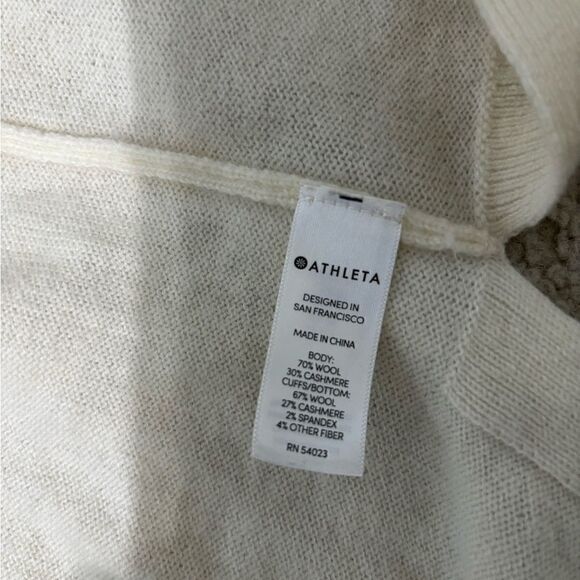 ATHLETA
DESIGNED IN
SAN FRANCISCO
MADE IN CHINA
BODY:
70% WOOL
30% CASHMERE
CUFFS/BOTTOM:
67% WOOL
27% CASHMERE
2% SPANDEX
4% OTHER FIBER
RN 54023